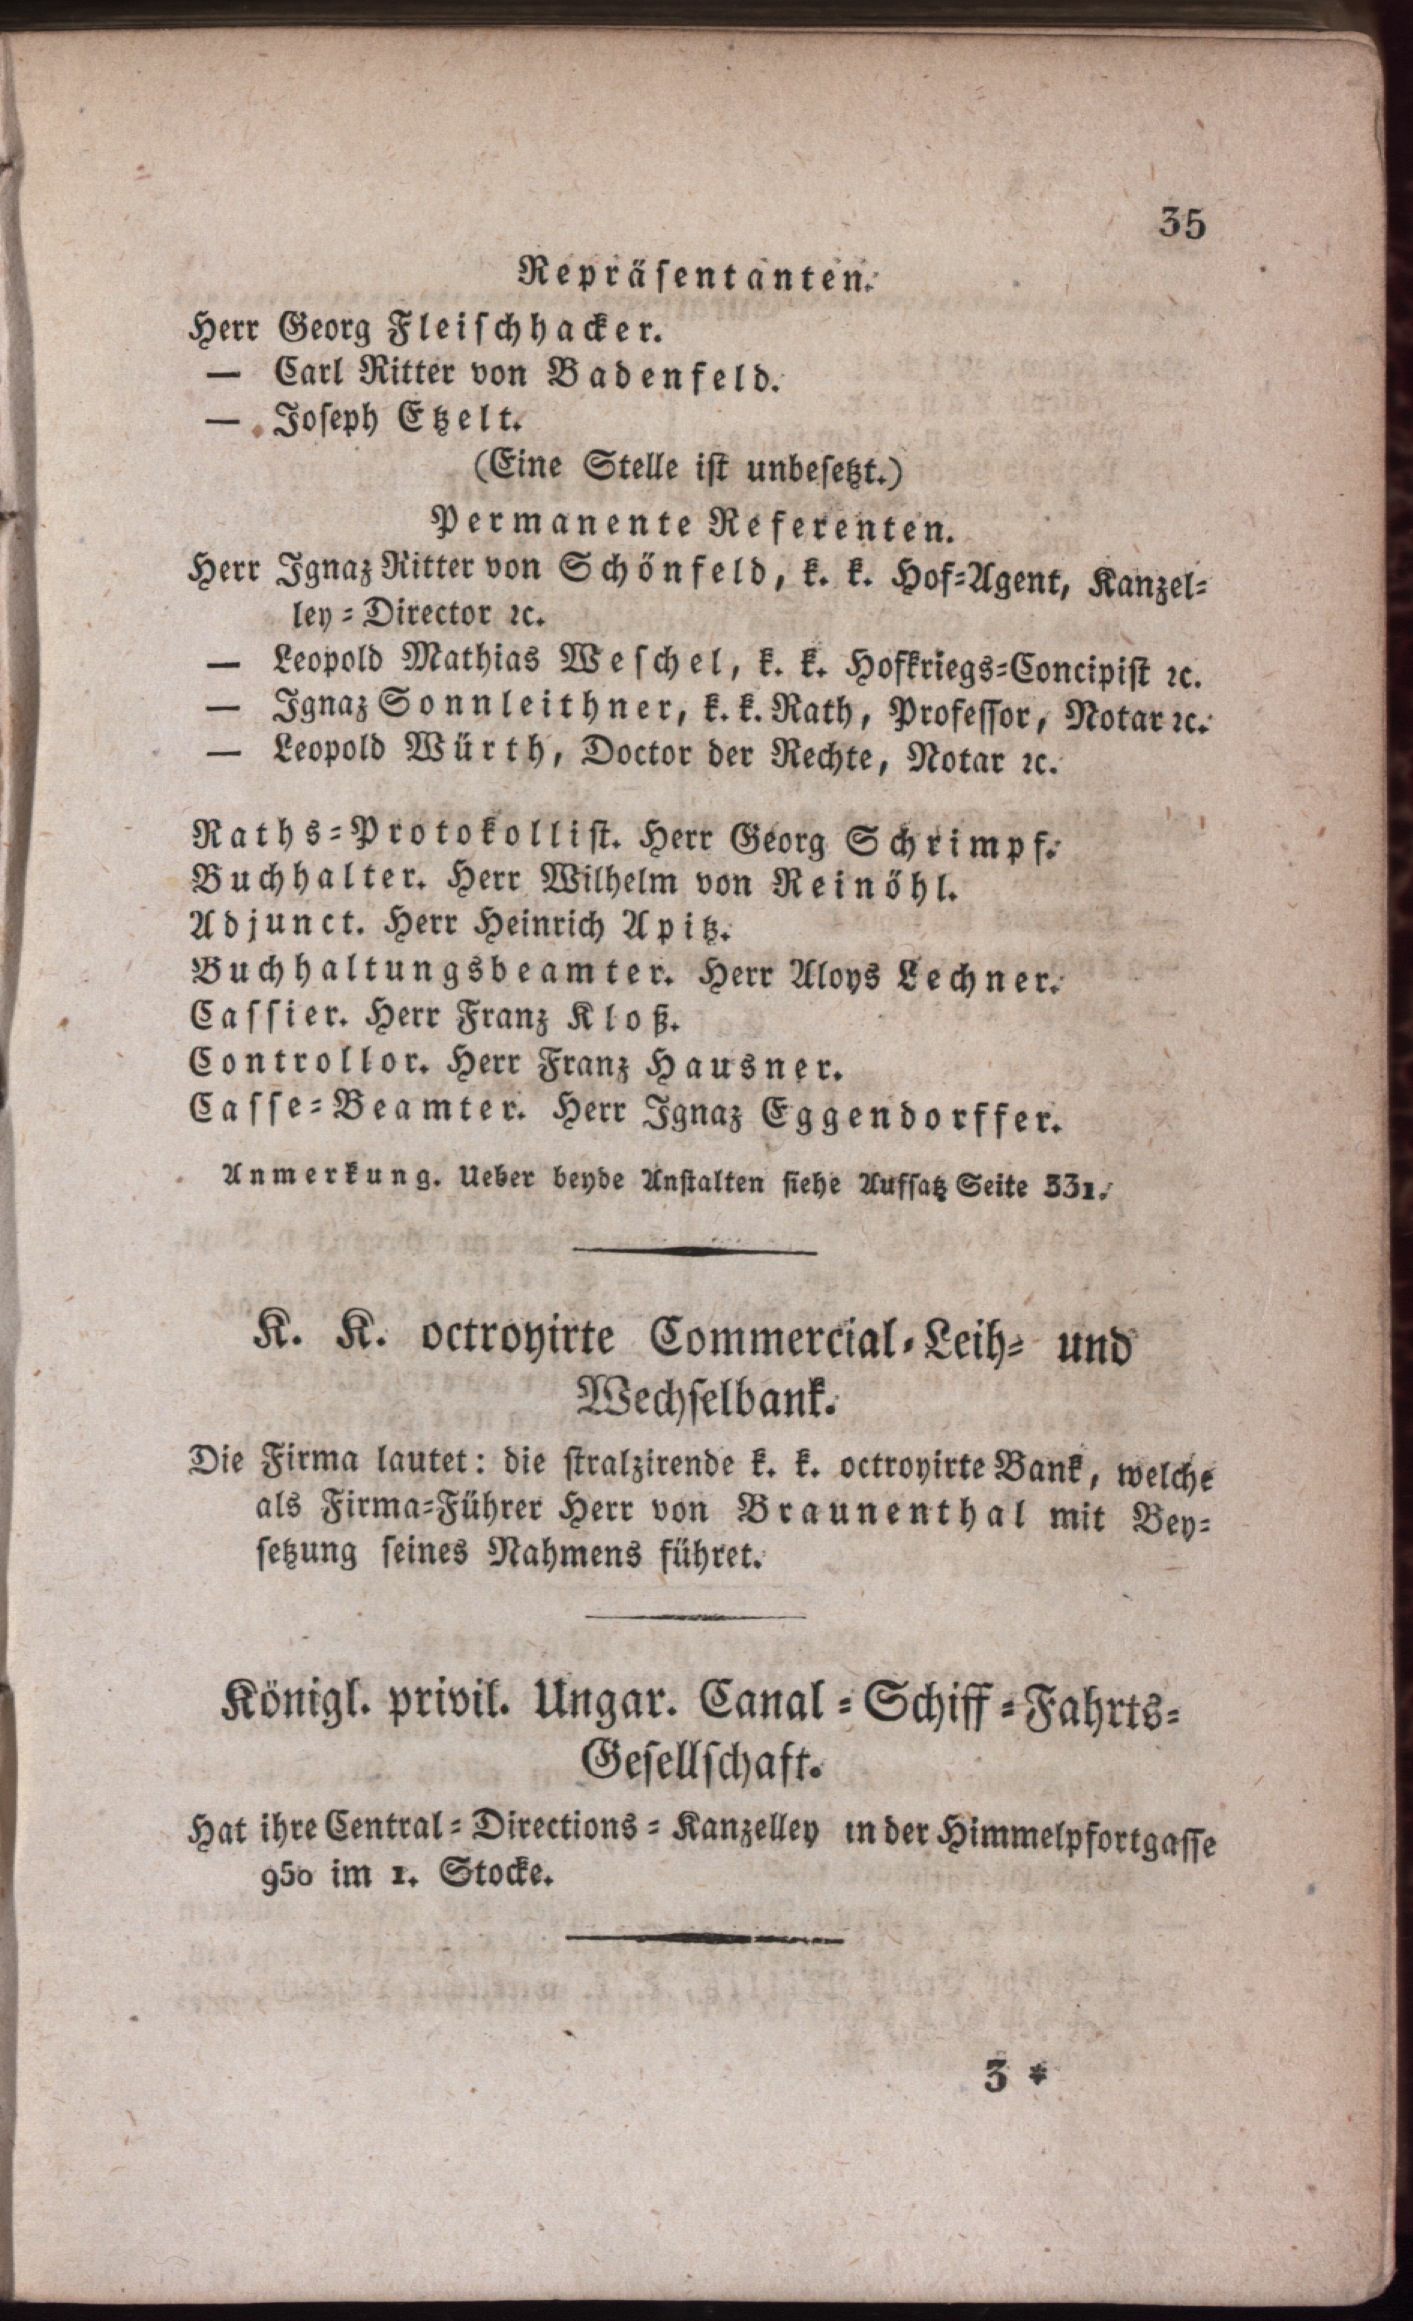 35
Repräsentanten.
Herr Georg Fleischhacker.
— Carl Ritter von Badenfeld.
— Joseph Etzelt.
(Eine Stelle ist unbesetzt.)
Permanente Referenten.
Herr Ignaz Ritter von Schönfeld, k. k. Hof-Agent, Kanzel-
ley-Director ꝛc.
— Leopold Mathias Weschel, k. k. Hofkriegs-Concipist ꝛc.
— Ignaz Sonnleithner, k. k. Rath, Professor, Notar ꝛc.
— Leopold Würth, Doctor der Rechte, Notar ꝛc.
Raths-Protokollist. Herr Georg Schrimpf.
Buchhalter. Herr Wilhelm von Reinöhl.
Adjunct. Herr Heinrich Apitz.
Buchhaltungsbeamter. Herr Aloys Lechner.
Cassier. Herr Franz Kloß.
Controllor. Herr Franz Hausner.
Casse-Beamter. Herr Ignaz Eggendorffer.
Anmerkung. Ueber beyde Anstalten siehe Aufsatz Seite 331.
K. K. octroyirte Commercial-Leih- und
Wechselbank.
Die Firma lautet: die stralzirende k. k. octroyirte Bank, welche
als Firma-Führer Herr von Braunenthal mit Bey-
setzung seines Nahmens führet.
Königl. privil. Ungar. Canal-Schiff-Fahrts-
Gesellschaft.
Hat ihre Central-Directions-Kanzelley in der Himmelpfortgasse
950 im 1. Stocke.
3 *